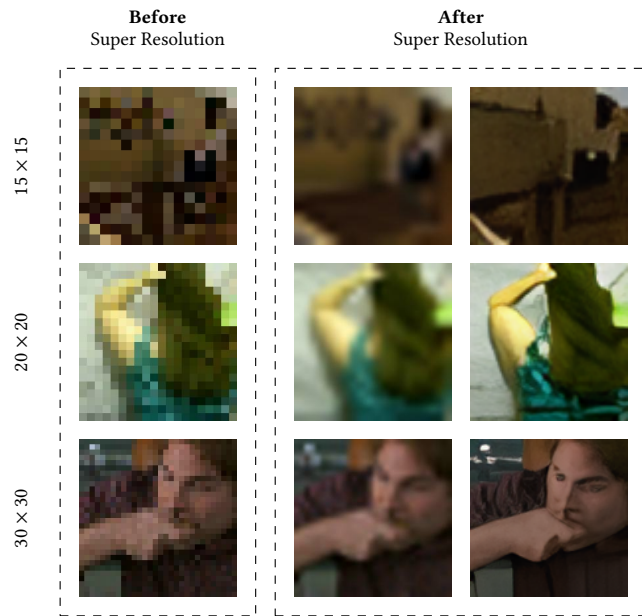 Before
Super Resolution
After
Super Resolution
15 × 15
20 × 20
30 × 30